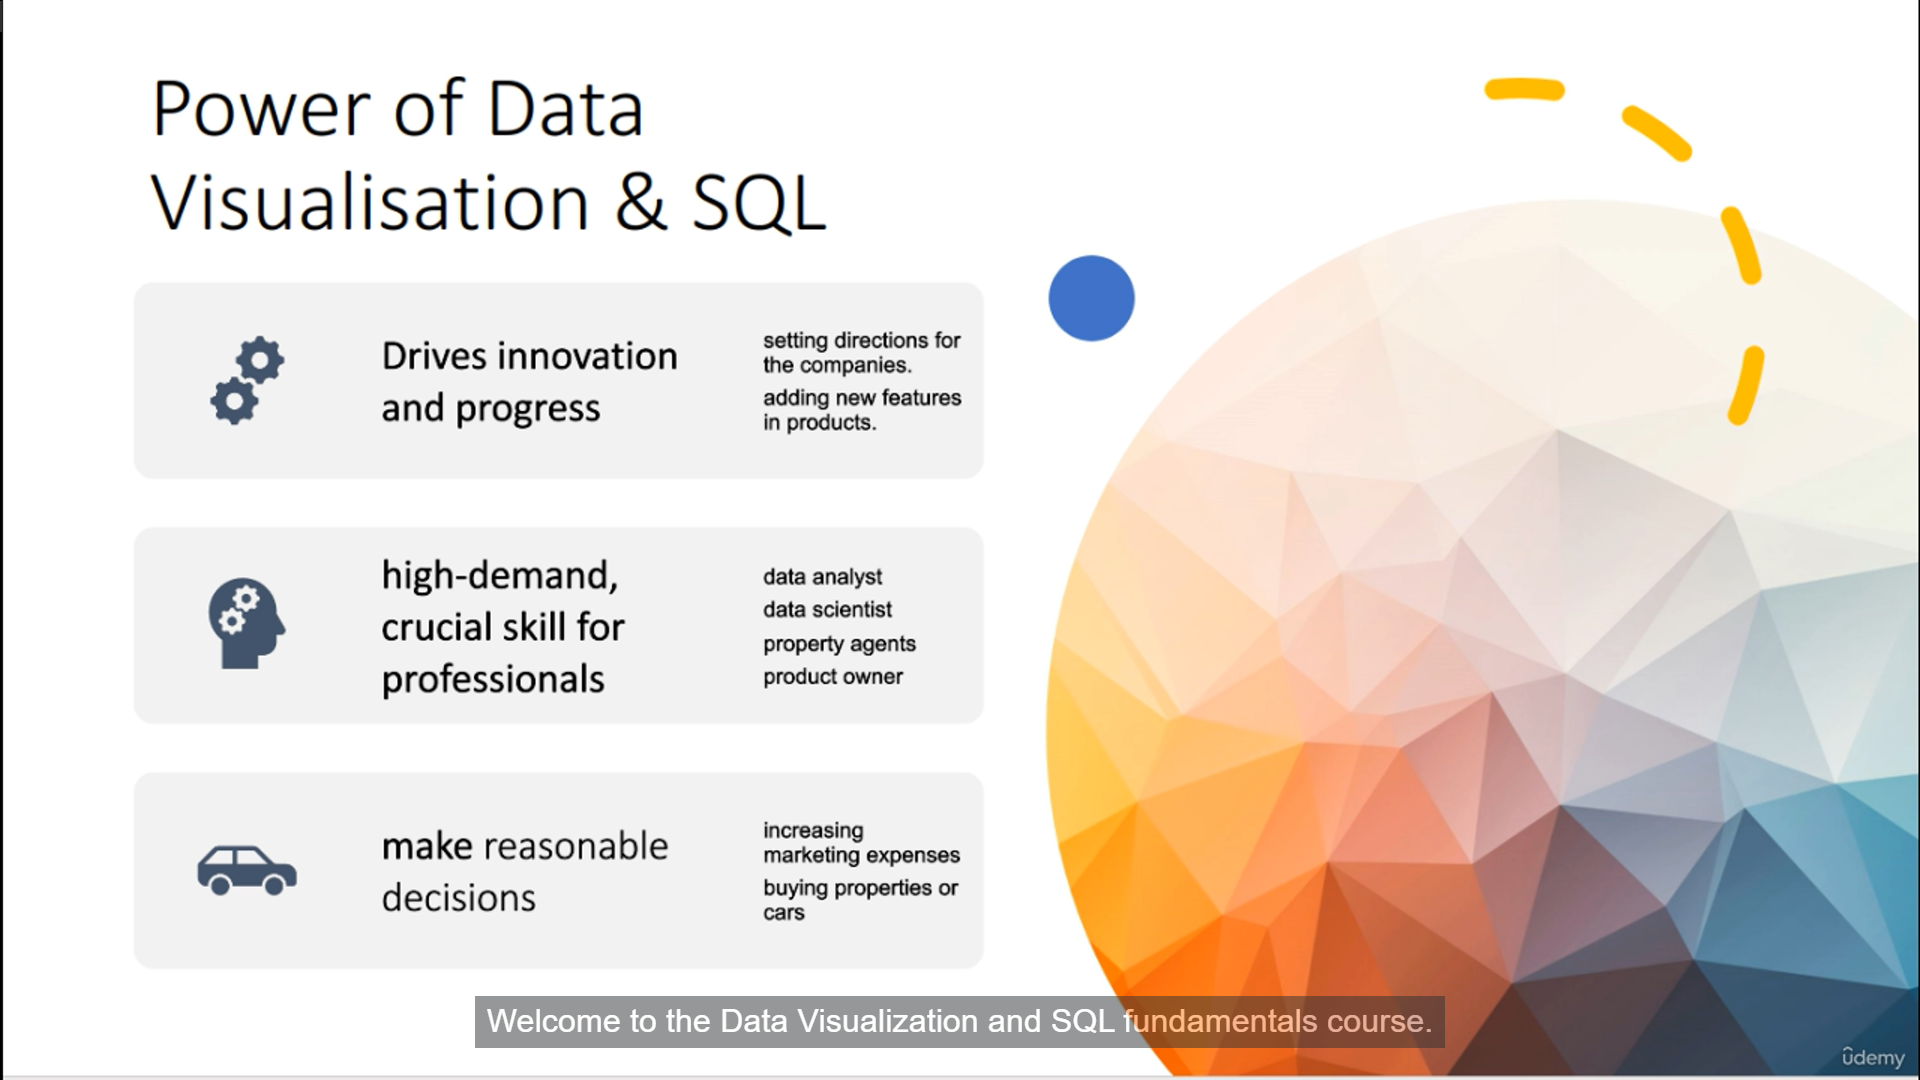 Power of Data
Visualisation & SQL
Drives innovation
and progress
setting directions for
the companies.
adding new features
in products.
high-demand,
crucial skill for
professionals
data analyst
data scientist
property agents
product owner
make reasonable
decisions
increasing
marketing expenses
buying properties or
cars
Welcome to the Data Visualization and SQL fundamentals course.
ûdemy